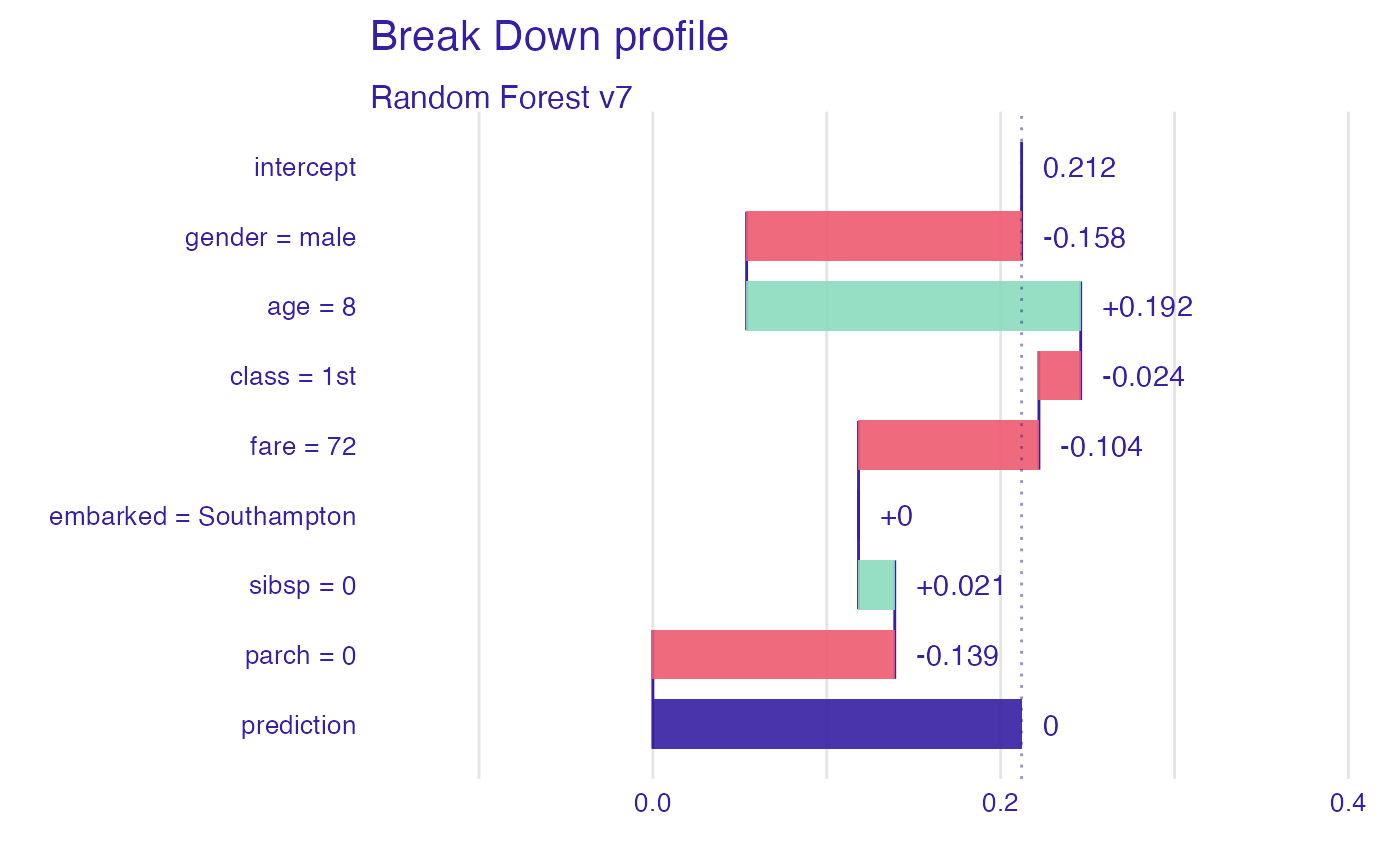 Break Down profile
Random Forest v7
intercept 0.212
gender = male -0.158
age = 8 +0.192
class = 1st -0.024
fare = 72 -0.104
embarked = Southampton +0
sibsp = 0 +0.021
parch = 0 -0.139
prediction 0
0.0 0.2 0.4